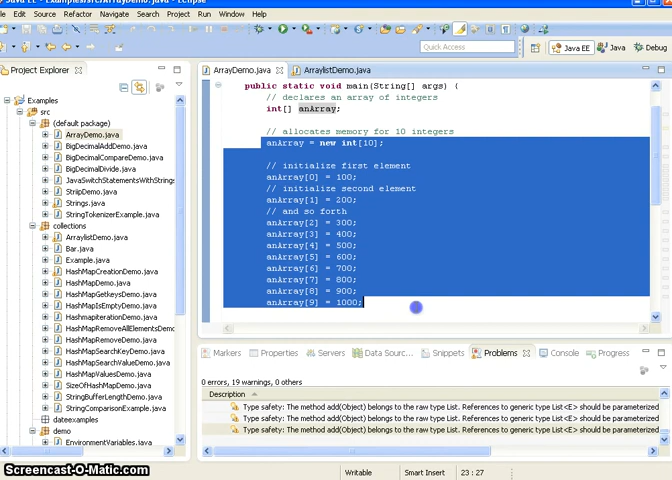 File Edit Source Refactor Navigate Search Project Run Window Help
Quick Access
Java EE
Java
Debug
Project Explorer
ArrayDemo.java
ArraylistDemo.java
Examples
src
(default package)
ArrayDemo.java
BigDecimalAddDemo.java
BigDecimalCompareDemo.java
BigDecimalDivide.java
JavaSwitchStatementsWithStrings
StripDemo.java
Strings.java
StringTokenizerExample.java
collections
ArraylistDemo.java
Bar.java
Example.java
HashMapCreationDemo.java
HashMapDemo.java
HashMapGetkeysDemo.java
HashMapIsEmptyDemo.java
HashmapiterationDemo.java
HashMapRemoveAllElementsDemo
HashMapRemoveDemo.java
HashMapSearchKeyDemo.java
HashMapSearchValueDemo.java
HashMapValuesDemo.java
SizeOfHashMapDemo.java
StringBufferLengthDemo.java
StringComparisonExample.java
dateexamples
demo
EnvironmentVariables.java
public static void main(String[] args) {
// declares an array of integers
int[] anArray;
// allocates memory for 10 integers
anArray = new int[10];
// initialize first element
anArray[0] = 100;
// initialize second element
anArray[1] = 200;
// and so forth
anArray[2] = 300;
anArray[3] = 400;
anArray[4] = 500;
anArray[5] = 600;
anArray[6] = 700;
anArray[7] = 800;
anArray[8] = 900;
anArray[9] = 1000;
Markers Properties Servers Data Sourc... Snippets Problems Console Progress
0 errors, 19 warnings, 0 others
Description
Type safety: The method add(Object) belongs to the raw type List. References to generic type List<E> should be parameterized
Type safety: The method add(Object) belongs to the raw type List. References to generic type List<E> should be parameterized
Type safety: The method add(Object) belongs to the raw type List. References to generic type List<E> should be parameterized
Writable
Smart Insert
23 : 27
Screencast-O-Matic.com